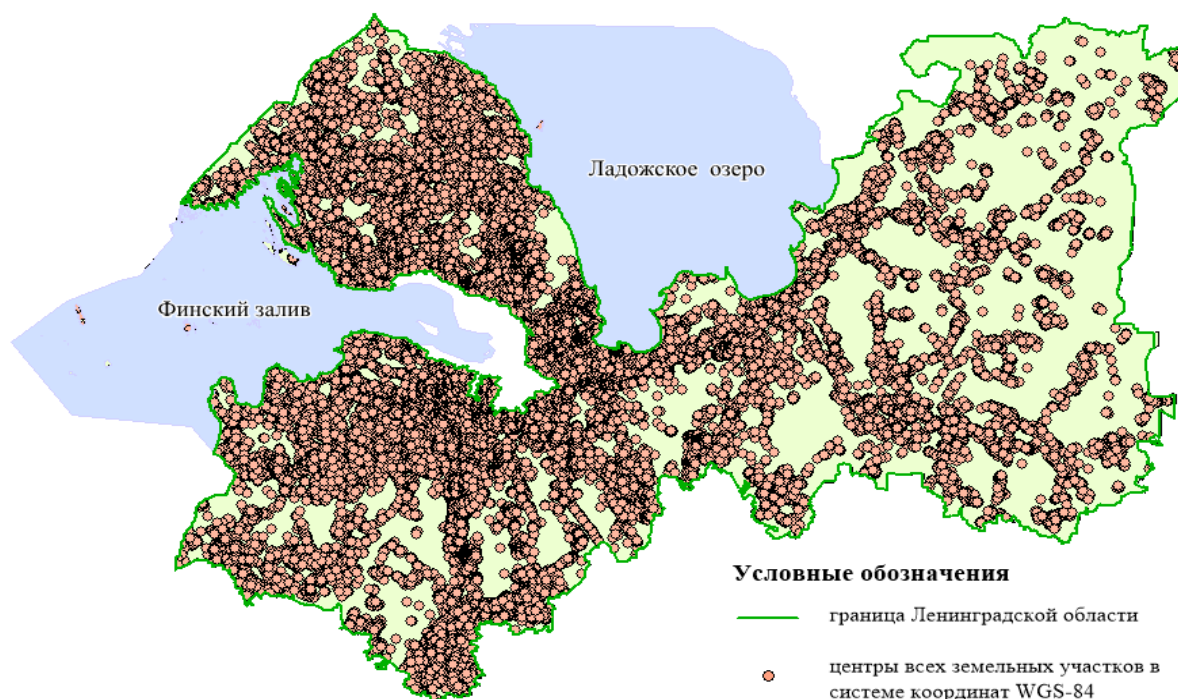 Ладожское озеро
Финский залив
Условные обозначения
граница Ленинградской области
центры всех земельных участков в
системе координат WGS-84